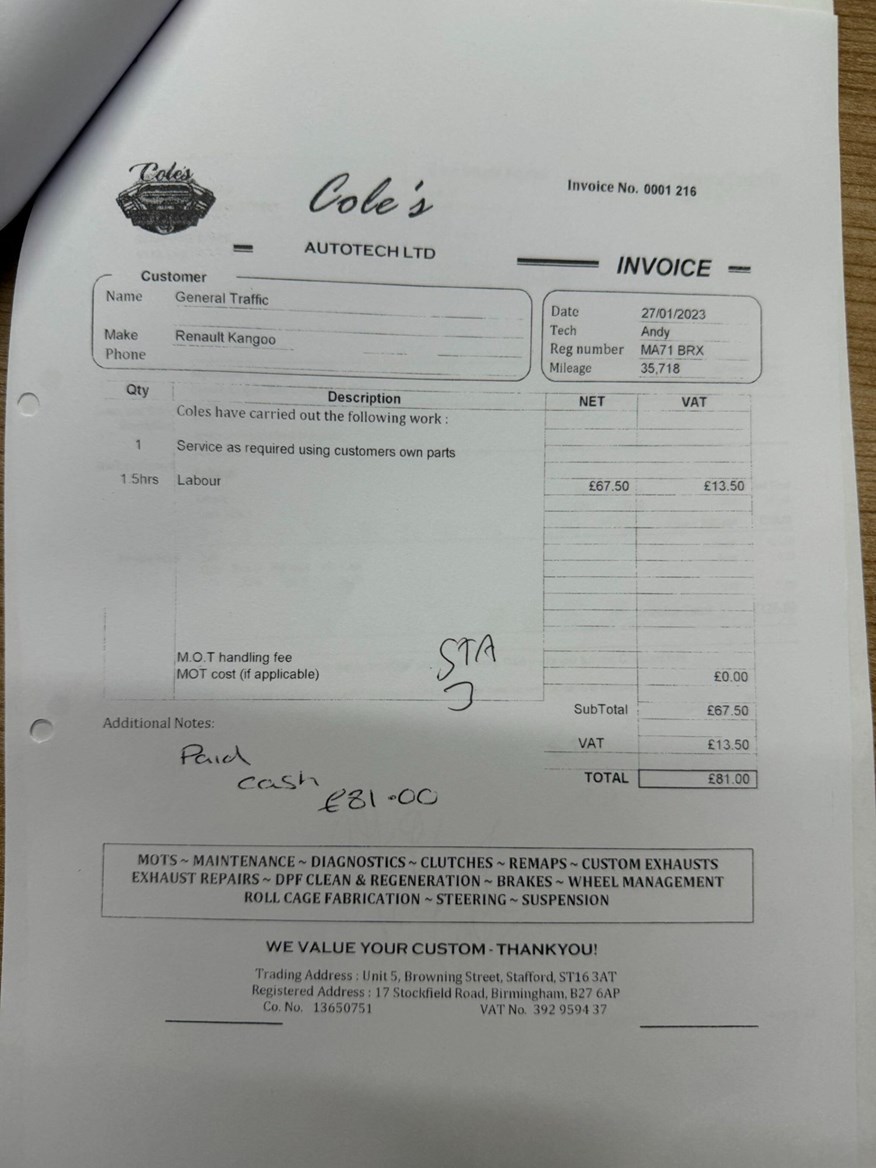 Cole's
Cole's
Invoice No. 0001 216
AUTOTECH LTD
INVOICE
Customer
Name General Traffic
Make Renault Kangoo
Phone
Date 27/01/2023
Tech Andy
Reg number MA71 BRX
Mileage 35,718
Qty Description NET VAT
Coles have carried out the following work :
1 Service as required using customers own parts
1.5hrs Labour £67.50 £13.50
STA
M.O.T handling fee
MOT cost (if applicable) £0.00
SubTotal £67.50
Additional Notes:
VAT £13.50
Paid
cash
£81.00
TOTAL £81.00
MOTS ~ MAINTENANCE ~ DIAGNOSTICS ~ CLUTCHES ~ REMAPS ~ CUSTOM EXHAUSTS
EXHAUST REPAIRS ~ DPF CLEAN & REGENERATION ~ BRAKES ~ WHEEL MANAGEMENT
ROLL CAGE FABRICATION ~ STEERING ~ SUSPENSION
WE VALUE YOUR CUSTOM - THANKYOU!
Trading Address : Unit 5, Browning Street, Stafford, ST16 3AT
Registered Address : 17 Stockfield Road, Birmingham, B27 6AP
Co. No. 13650751 VAT No. 392 9594 37